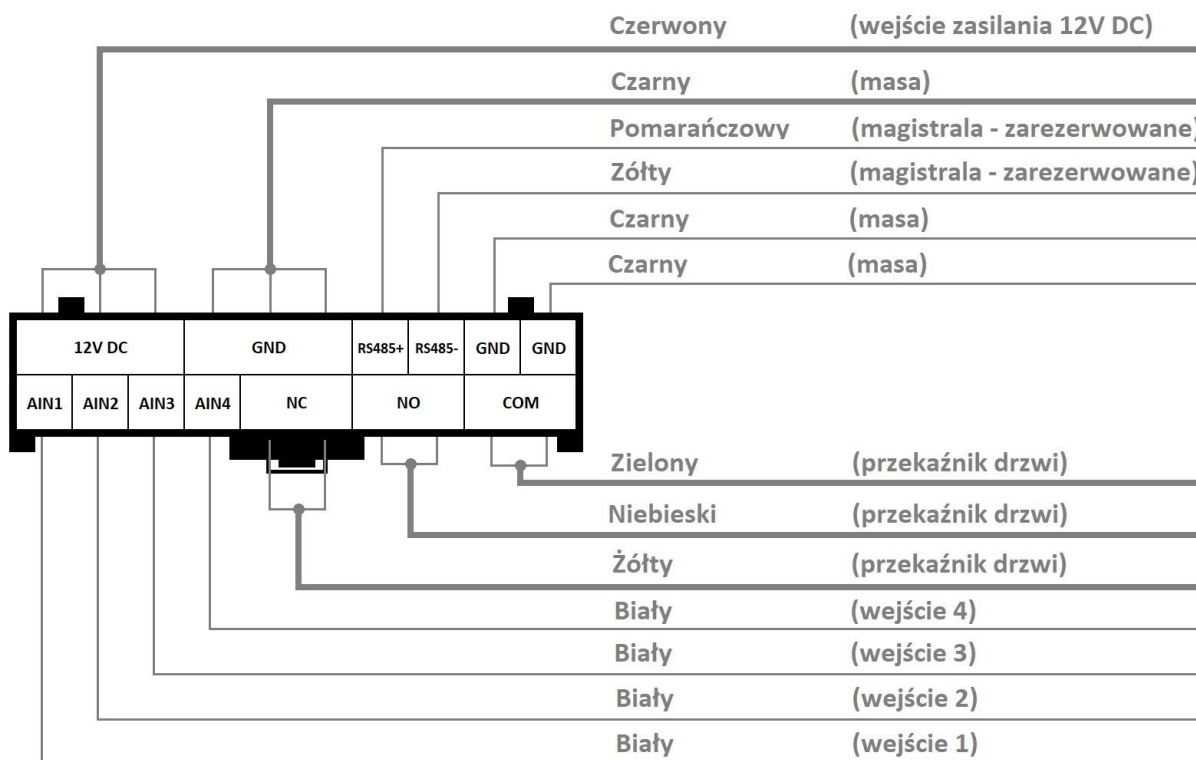 Czerwony (wejście zasilania 12V DC)
Czarny (masa)
Pomarańczowy (magistrala - zarezerwowane)
Zółty (magistrala - zarezerwowane)
Czarny (masa)
Czarny (masa)
12V DC GND RS485+ RS485- GND GND
AIN1 AIN2 AIN3 AIN4 NC NO COM
Zielony (przekaźnik drzwi)
Niebieski (przekaźnik drzwi)
Żółty (przekaźnik drzwi)
Biały (wejście 4)
Biały (wejście 3)
Biały (wejście 2)
Biały (wejście 1)